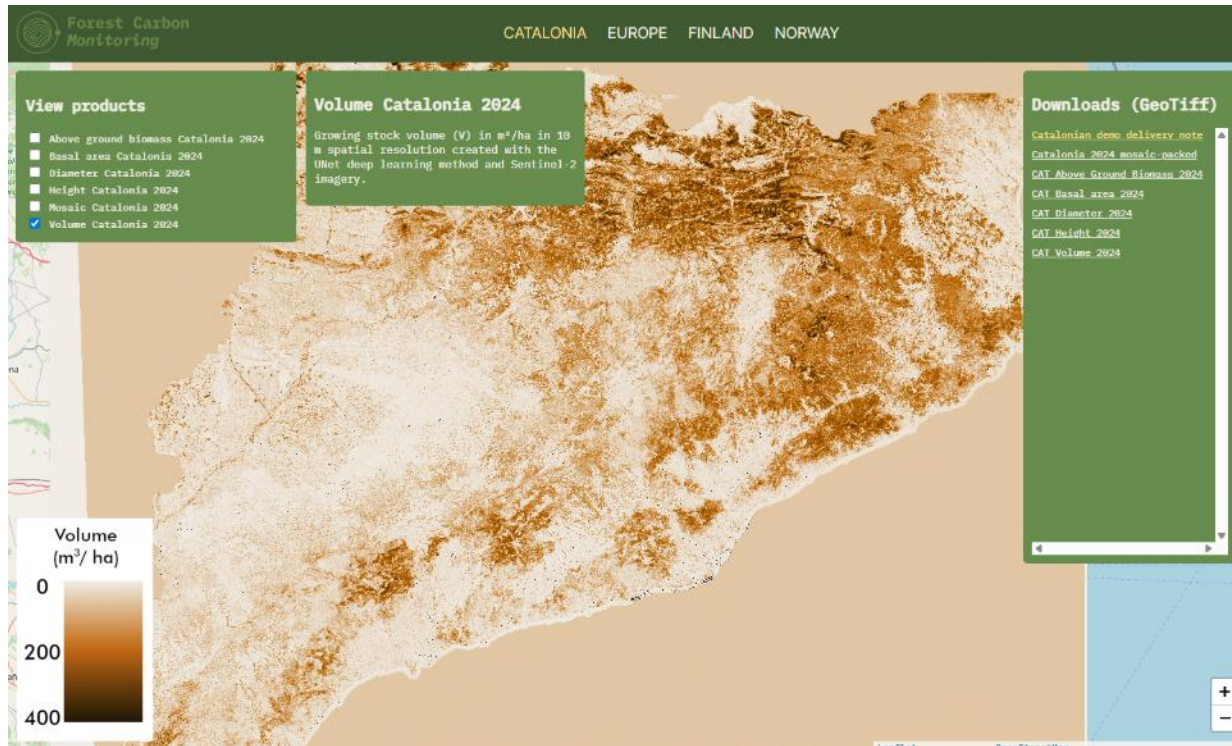 Forest Carbon
Monitoring
CATALONIA EUROPE FINLAND NORWAY
View products
Above ground biomass Catalonia 2024
Basal area Catalonia 2024
Diameter Catalonia 2024
Height Catalonia 2024
Mosaic Catalonia 2024
Volume Catalonia 2024
Volume Catalonia 2024
Growing stock volume (V) in m³/ha in 10
m spatial resolution created with the
UNet deep learning method and Sentinel-2
imagery.
Downloads (GeoTiff)
Catalonian demo delivery note
Catalonia 2024 mosaic-packed
CAT Above Ground Biomass 2024
CAT Basal area 2024
CAT Diameter 2024
CAT Height 2024
CAT Volume 2024
Volume
(m³/ ha)
0
200
400
+
−